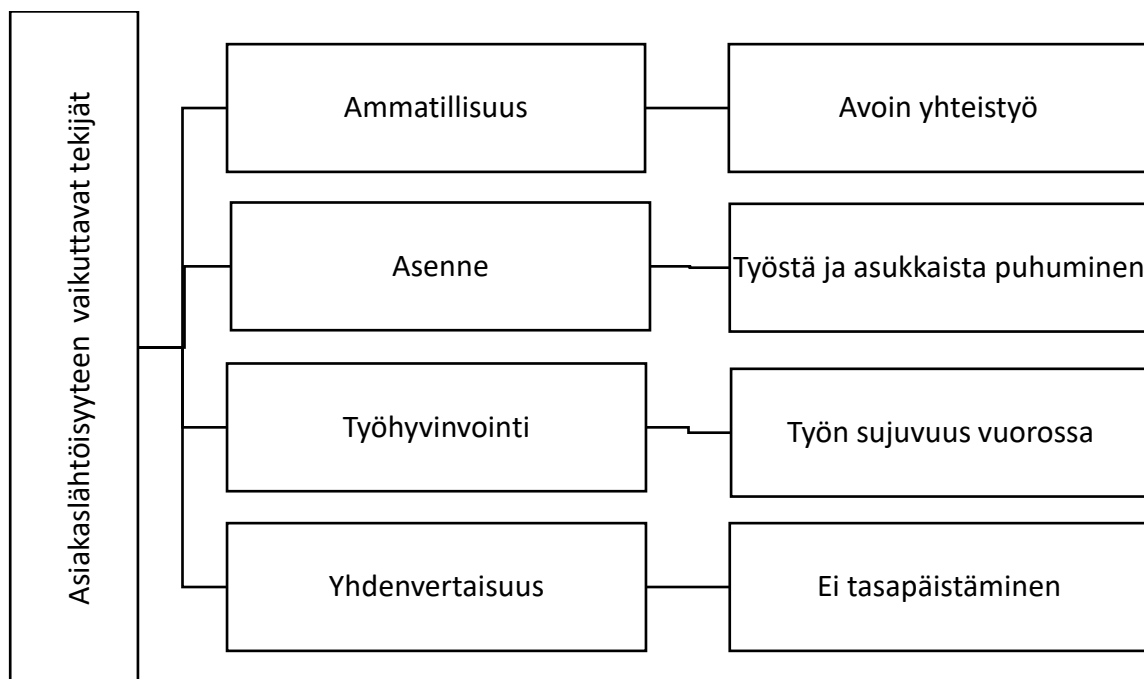 Asiakaslähtöisyyteen vaikuttavat tekijät
Ammatillisuus
Avoin yhteistyö
Asenne
Työstä ja asukkaista puhuminen
Työhyvinvointi
Työn sujuvuus vuorossa
Yhdenvertaisuus
Ei tasapäistäminen